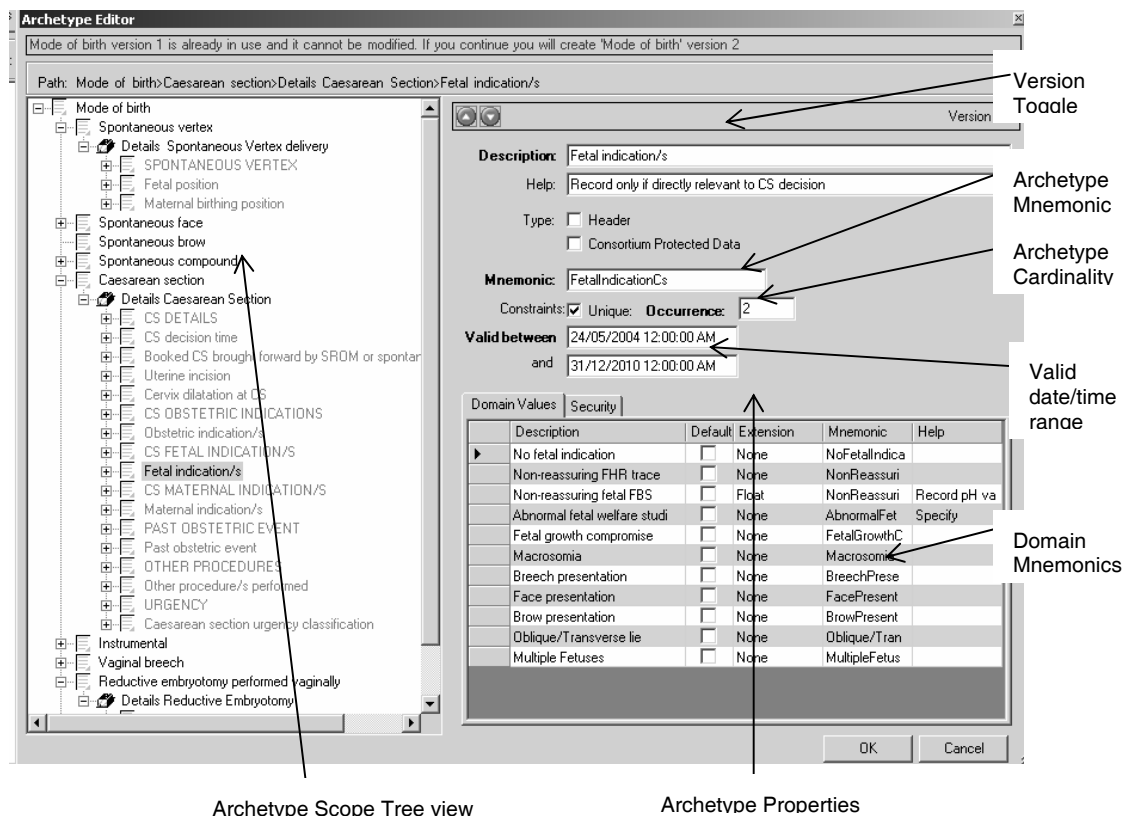 Archetype Editor
Mode of birth version 1 is already in use and it cannot be modified. If you continue you will create 'Mode of birth' version 2
Path: Mode of birth>Caesarean section>Details Caesarean Section>Fetal indication/s
Mode of birth
Spontaneous vertex
Details Spontaneous Vertex delivery
SPONTANEOUS VERTEX
Fetal position
Maternal birthing position
Spontaneous face
Spontaneous brow
Spontaneous compound
Caesarean section
Details Caesarean Section
CS DETAILS
CS decision time
Booked CS brought forward by SROM or spontar
Uterine incision
Cervix dilatation at CS
CS OBSTETRIC INDICATIONS
Obstetric indication/s
CS FETAL INDICATION/S
Fetal indication/s
CS MATERNAL INDICATION/S
Maternal indication/s
PAST OBSTETRIC EVENT
Past obstetric event
OTHER PROCEDURES
Other procedure/s performed
URGENCY
Caesarean section urgency classification
Instrumental
Vaginal breech
Reductive embryotomy performed vaginally
Details Reductive Embryotomy
Version
Description: Fetal indication/s
Help: Record only if directly relevant to CS decision
Type: Header
Consortium Protected Data
Mnemonic: FetalIndicationCs
Constraints: Unique: Occurrence: 2
Valid between 24/05/2004 12:00:00 AM
and 31/12/2010 12:00:00 AM
Domain Values Security
Description Default Extension Mnemonic Help
No fetal indication None NoFetalIndica
Non-reassuring FHR trace None NonReassuri
Non-reassuring fetal FBS Float NonReassuri Record pH va
Abnormal fetal welfare studi None AbnormalFet Specify
Fetal growth compromise None FetalGrowthC
Macrosomia None Macrosomia
Breech presentation None BreechPrese
Face presentation None FacePresent
Brow presentation None BrowPresent
Oblique/Transverse lie None Oblique/Tran
Multiple Fetuses None MultipleFetus
OK Cancel
Version
Toggle
Archetype
Mnemonic
Archetype
Cardinality
Valid
date/time
range
Domain
Mnemonics
Archetype Scope Tree view
Archetype Properties